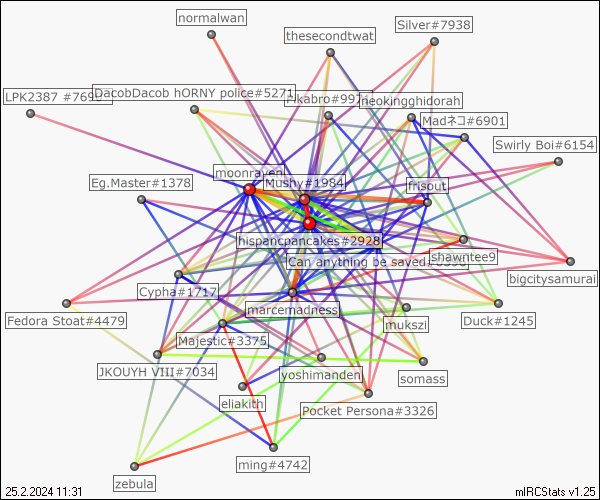 normalwan
Silver#7938
thesecondtwat
DacobDacob hORNY police#5271
LPK2387
neokingghidorah
Madネコ#6901
Swirly Boi#6154
moonraven
Mushy#1984
Eg.Master#1378
frisout
hispancpancakes#2928
Can anything be saved
shawntee9
bigcitysamurai
Cypha#1717
marcemadness
Fedora Stoat#4479
mukszi
Duck#1245
Majestic#3375
JKOUYH VIII#7034
yoshimanden
somass
eliakith
Pocket Persona#3326
ming#4742
zebula
25.2.2024 11:31
mIRCStats v1.25